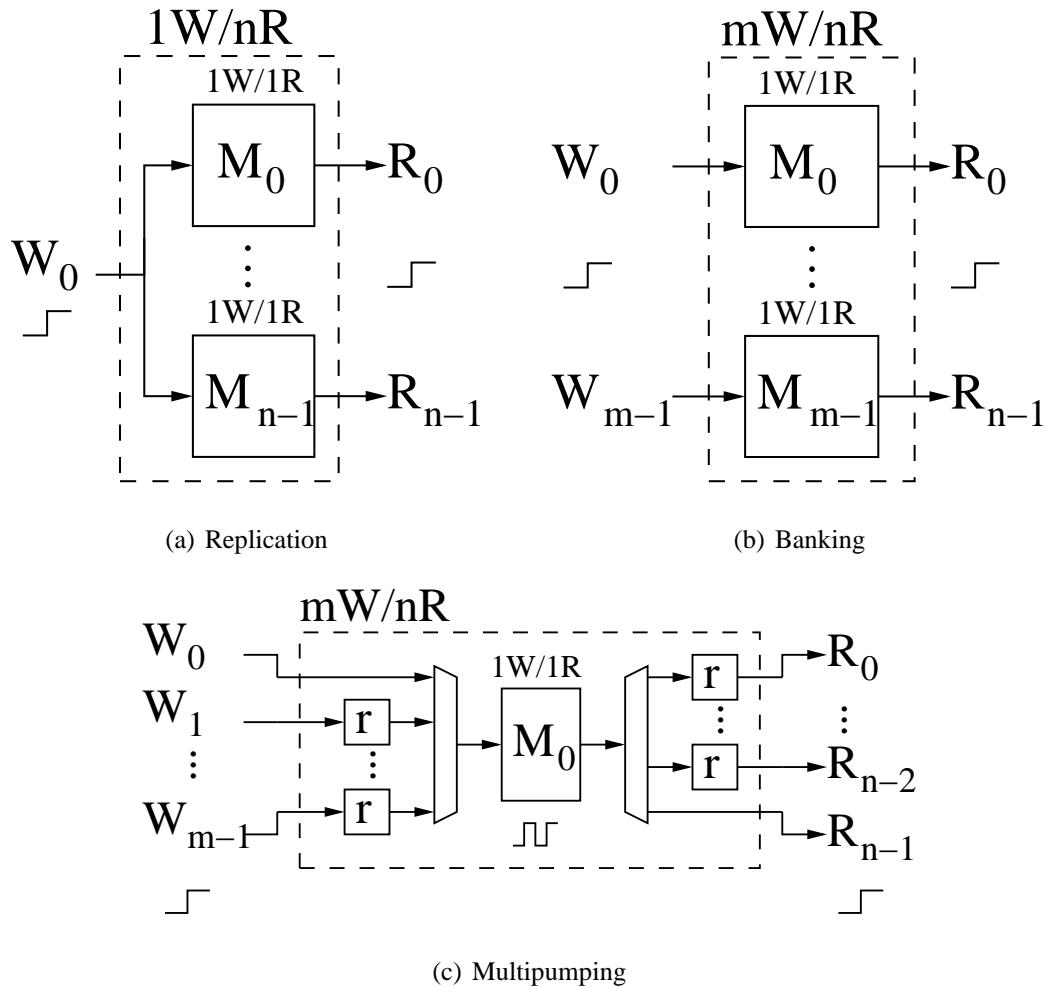 1W/nR
1W/1R
M0
R0
W0
1W/1R
Mn−1
Rn−1
(a) Replication
mW/nR
1W/1R
W0
M0
R0
1W/1R
Wm−1
Mm−1
Rn−1
(b) Banking
mW/nR
W0
1W/1R
r
R0
W1
r
M0
r
Rn−2
Wm−1
r
Rn−1
(c) Multipumping